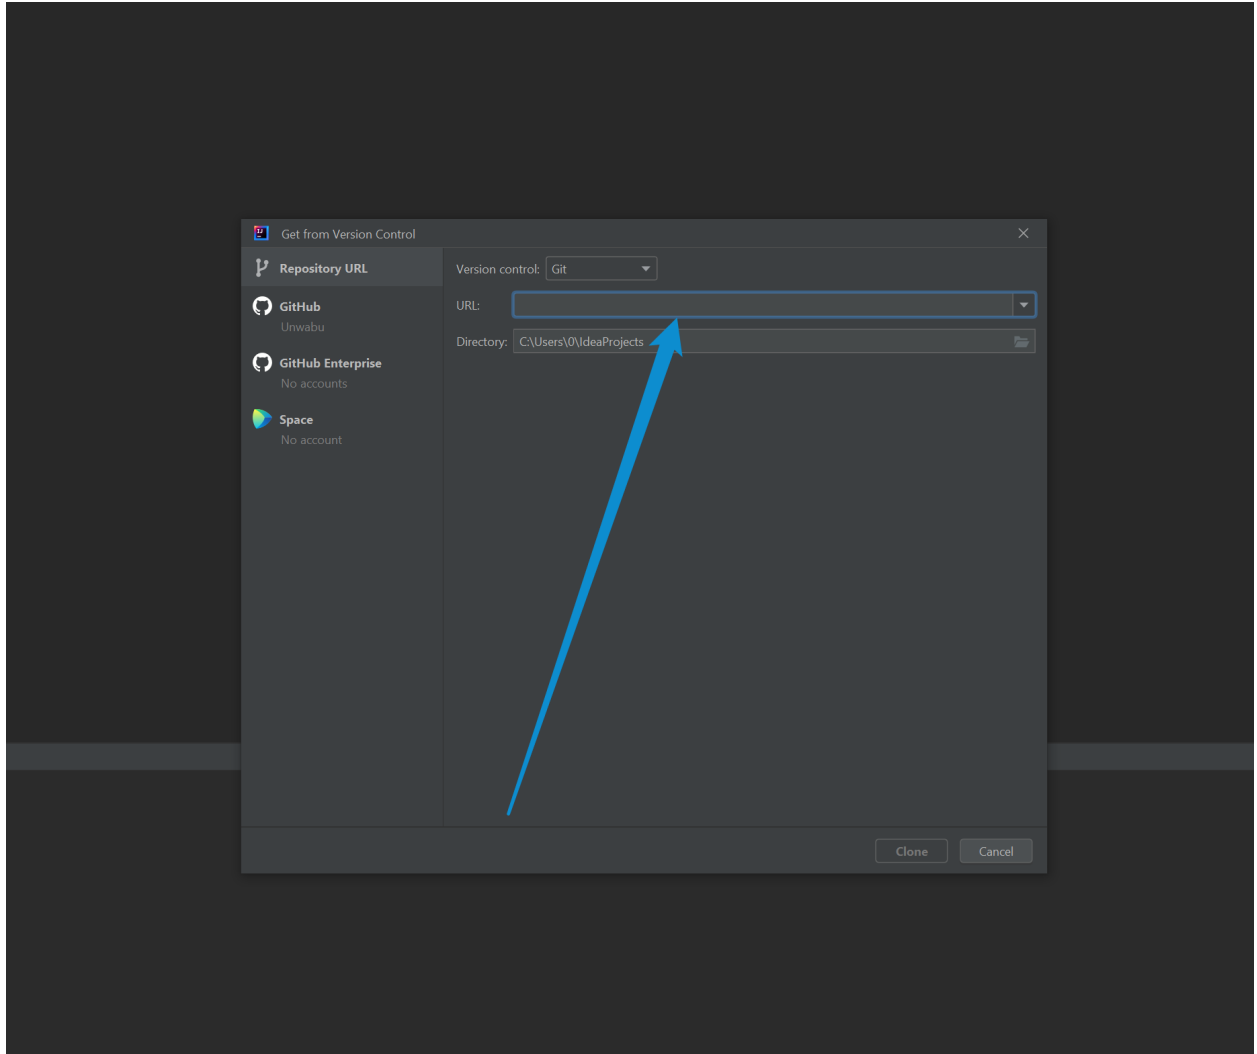 Get from Version Control
Repository URL
GitHub
Unwabu
GitHub Enterprise
No accounts
Space
No account
Version control: Git
URL:
Directory: C:\Users\0\IdeaProjects
Clone
Cancel